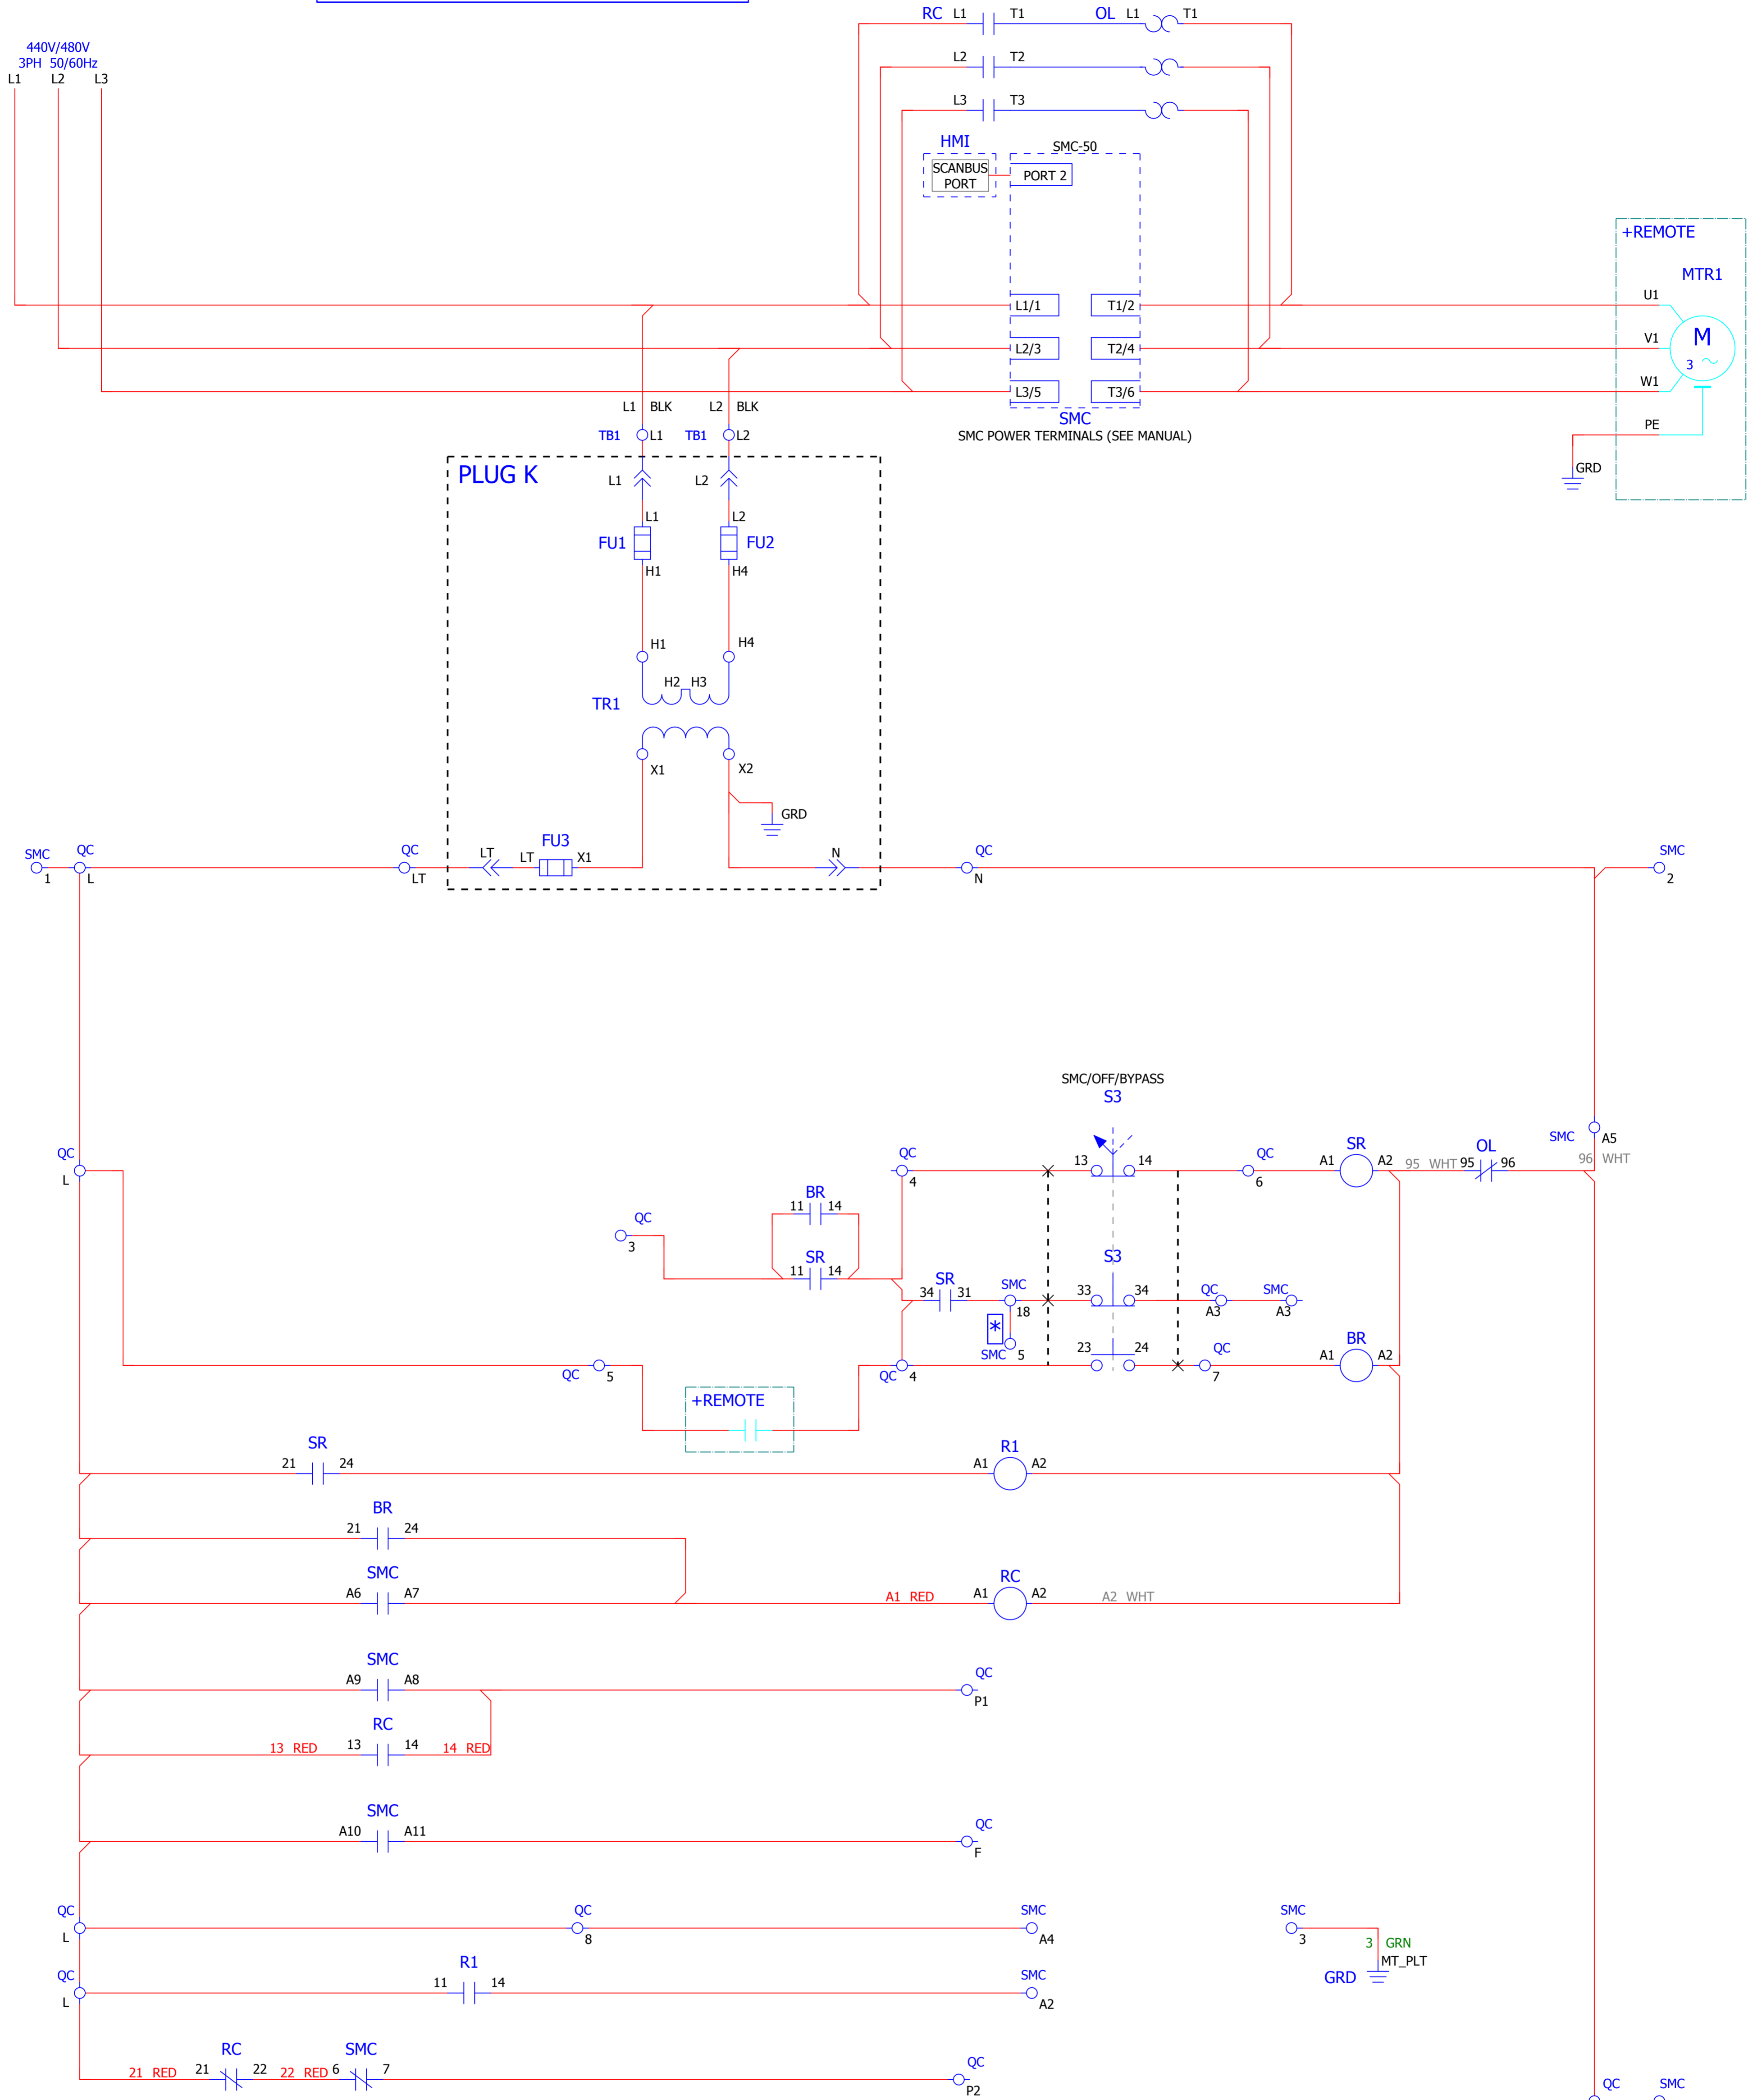 RC L1 T1 OL L1 T1
440V/480V
3PH 50/60Hz
L1 L2 L3
L2 T2
L3 T3
HMI
SMC-50
SCANBUS
PORT
PORT 2
+REMOTE
MTR1
L1/1 T1/2 U1
L2/3 T2/4 V1
M
3
L3/5 T3/6 W1
L1 BLK L2 BLK
SMC
SMC POWER TERMINALS (SEE MANUAL)
PE
GRD
TB1 L1 TB1 L2
PLUG K
L1 L2
L1 L2
FU1 FU2
H1 H4
H1 H4
H2 H3
TR1
X1 X2
GRD
SMC QC QC FU3 QC SMC
LT LT X1 N
1 L LT N 2
SMC/OFF/BYPASS
S3
SMC A5
QC QC 13 14 QC SR OL
A1 A2 95 WHT 95 96 96 WHT
L 4 6
BR
11 14
QC
3
SR
11 14
S3
SR SMC
34 31 33 34 QC SMC
18 A3 A3
*
SMC 5
23 24 QC BR
A1 A2
QC 5 QC 4 7
+REMOTE
SR R1
21 24 A1 A2
BR
21 24
SMC RC
A6 A7 A1 RED A1 A2 A2 WHT
SMC QC
A9 A8
P1
RC
13 RED 13 14 14 RED
SMC QC
A10 A11
F
QC QC SMC SMC
L 8 A4 3
3 GRN
MT_PLT
GRD
QC R1 SMC
11 14
L A2
RC SMC QC
21 RED 21 22 22 RED 6 7
P2
QC SMC